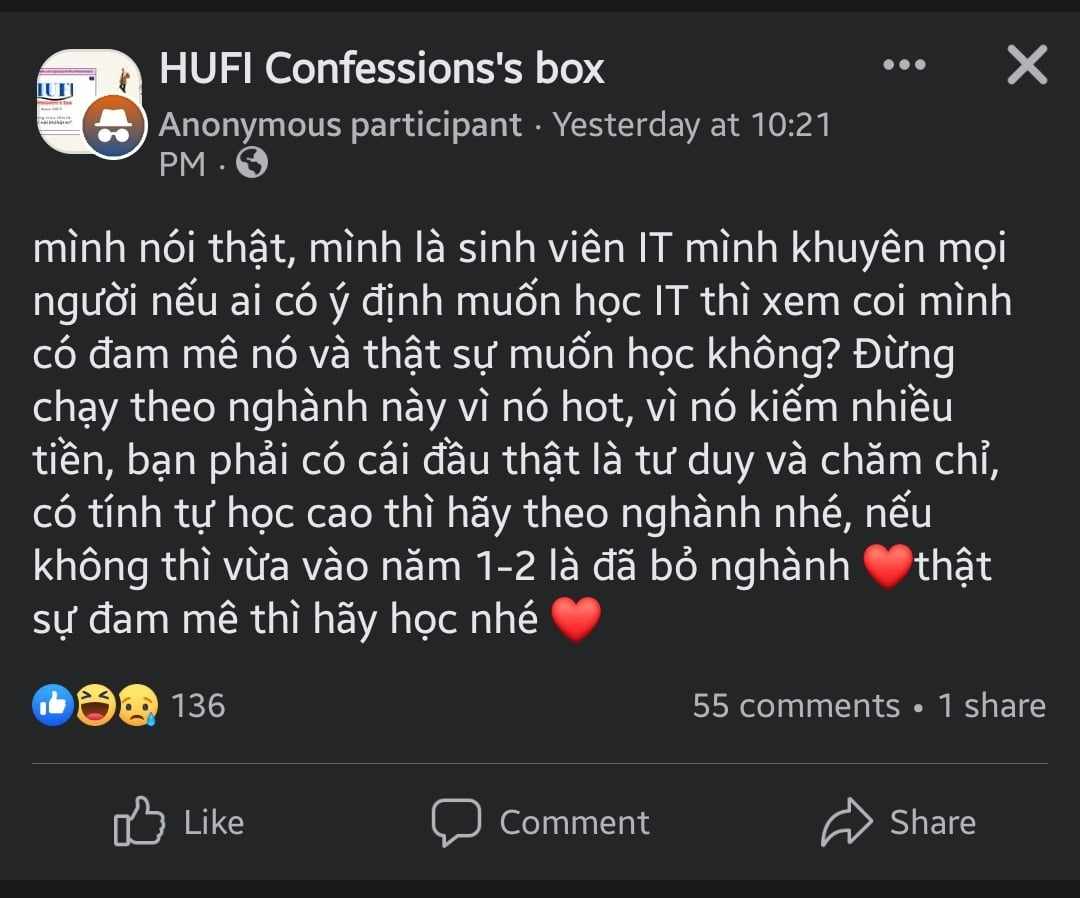 HUFI
HUFI Confessions's box
Anonymous participant · Yesterday at 10:21
PM ·
mình nói thật, mình là sinh viên IT mình khuyên mọi
người nếu ai có ý định muốn học IT thì xem coi mình
có đam mê nó và thật sự muốn học không? Đừng
chạy theo nghành này vì nó hot, vì nó kiếm nhiều
tiền, bạn phải có cái đầu thật là tư duy và chăm chỉ,
có tính tự học cao thì hãy theo nghành nhé, nếu
không thì vừa vào năm 1-2 là đã bỏ nghành ❤️thật
sự đam mê thì hãy học nhé ❤️
136
55 comments • 1 share
Like
Comment
Share